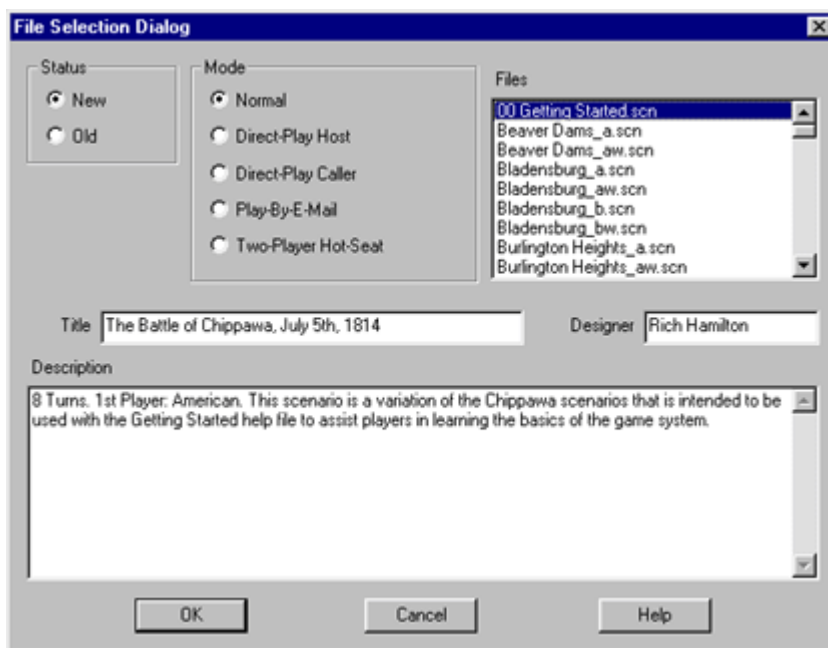 File Selection Dialog
Status
New
Old
Mode
Normal
Direct-Play Host
Direct-Play Caller
Play-By-E-Mail
Two-Player Hot-Seat
Files
00 Getting Started.scn
Beaver Dams_a.scn
Beaver Dams_aw.scn
Bladensburg_a.scn
Bladensburg_aw.scn
Bladensburg_b.scn
Bladensburg_bw.scn
Burlington Heights_a.scn
Burlington Heights_aw.scn
Title The Battle of Chippawa, July 5th, 1814
Designer Rich Hamilton
Description
8 Turns. 1st Player: American. This scenario is a variation of the Chippawa scenarios that is intended to be
used with the Getting Started help file to assist players in learning the basics of the game system.
OK Cancel Help